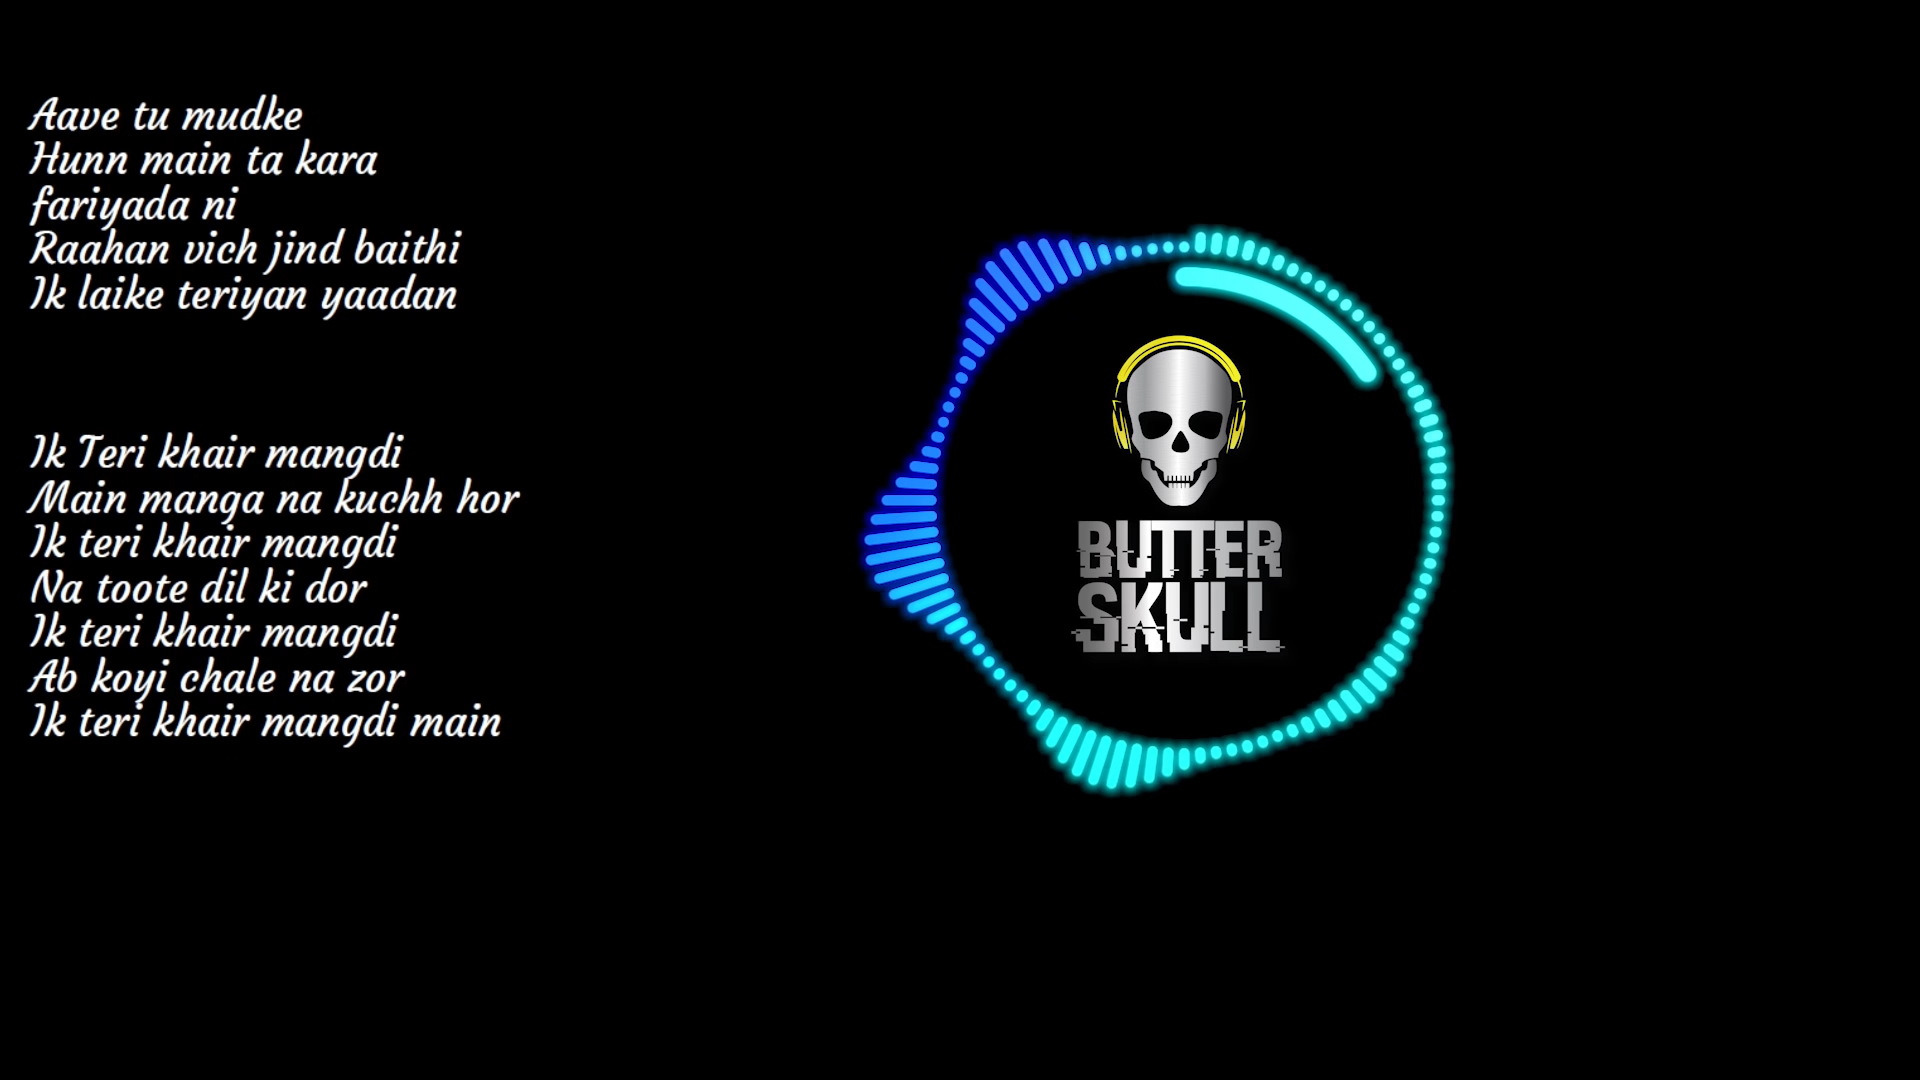 Aave tu mudke
Hunn main ta kara
fariyada ni
Raahan vich jind baithi
Ik laike teriyan yaadan
Ik Teri khair mangdi
Main manga na kuchh hor
Ik teri khair mangdi
Na toote dil ki dor
Ik teri khair mangdi
Ab koyi chale na zor
Ik teri khair mangdi main
BUTTER
SKULL